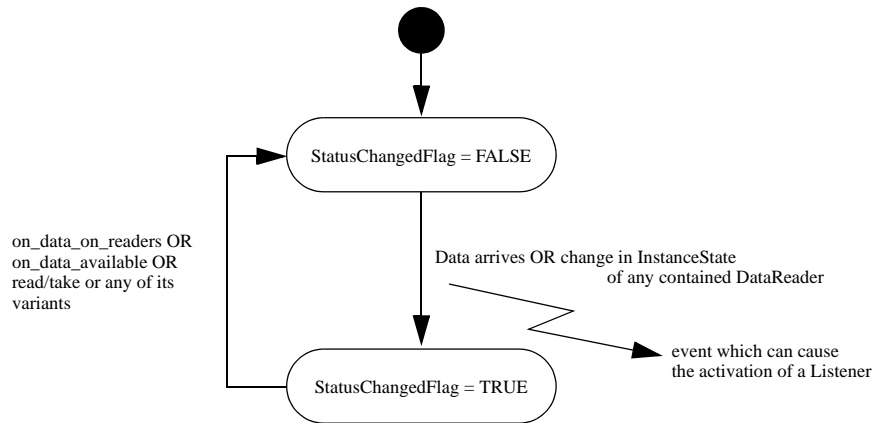 StatusChangedFlag = FALSE
on_data_on_readers OR
on_data_available OR
read/take or any of its
variants
Data arrives OR change in InstanceState
of any contained DataReader
event which can cause
the activation of a Listener
StatusChangedFlag = TRUE